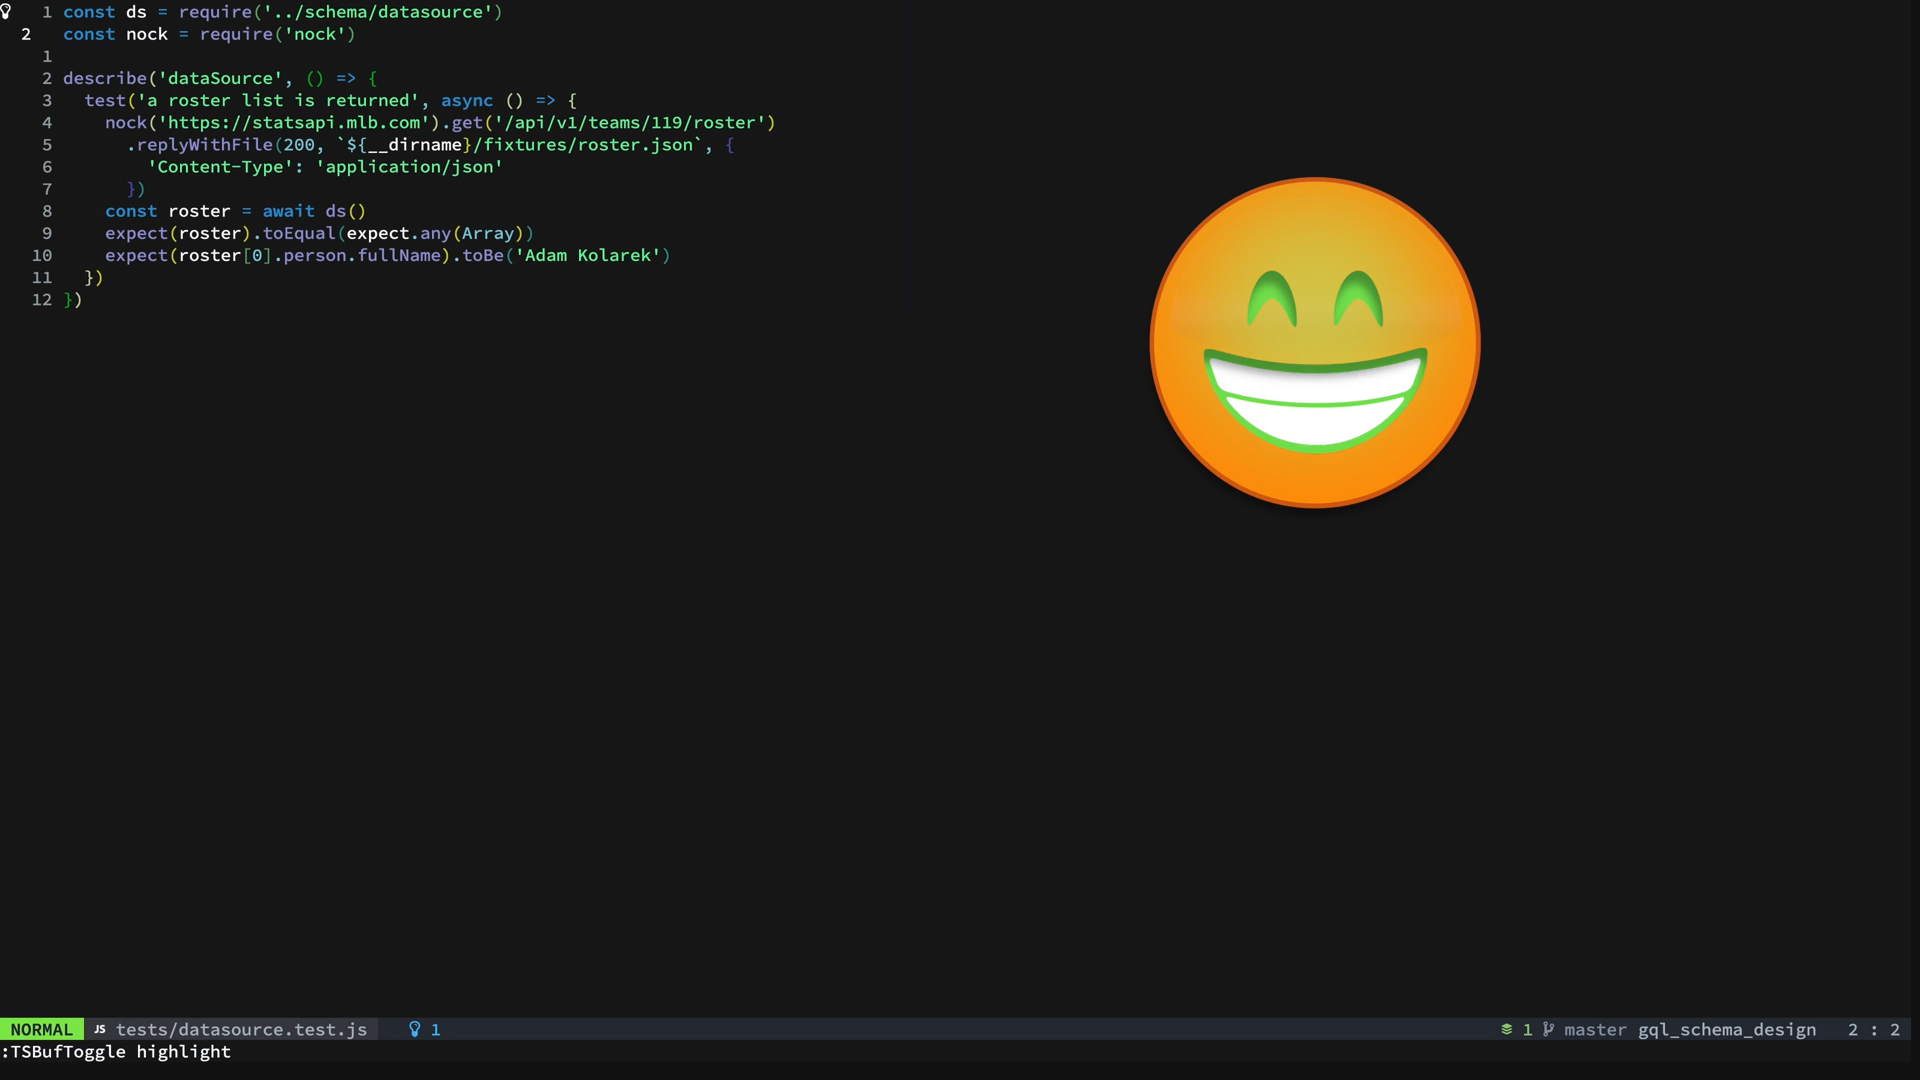 1 const ds = require('../schema/datasource')
2 const nock = require('nock')
1
2 describe('dataSource', () => {
3 test('a roster list is returned', async () => {
4 nock('https://statsapi.mlb.com').get('/api/v1/teams/119/roster')
5 .replyWithFile(200, `${__dirname}/fixtures/roster.json`, {
6 'Content-Type': 'application/json'
7 })
8 const roster = await ds()
9 expect(roster).toEqual(expect.any(Array))
10 expect(roster[0].person.fullName).toBe('Adam Kolarek')
11 })
12 })
NORMAL JS tests/datasource.test.js 1 1 master gql_schema_design 2 : 2
:TSBufToggle highlight